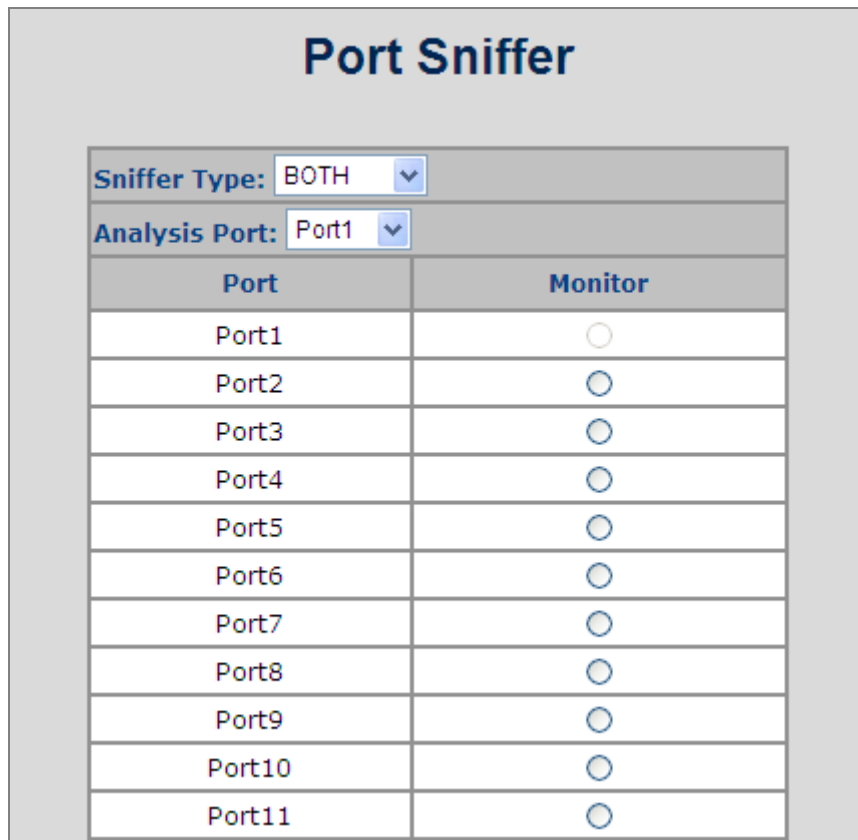 Port Sniffer
Sniffer Type: BOTH
Analysis Port: Port1
Port Monitor
Port1
Port2
Port3
Port4
Port5
Port6
Port7
Port8
Port9
Port10
Port11